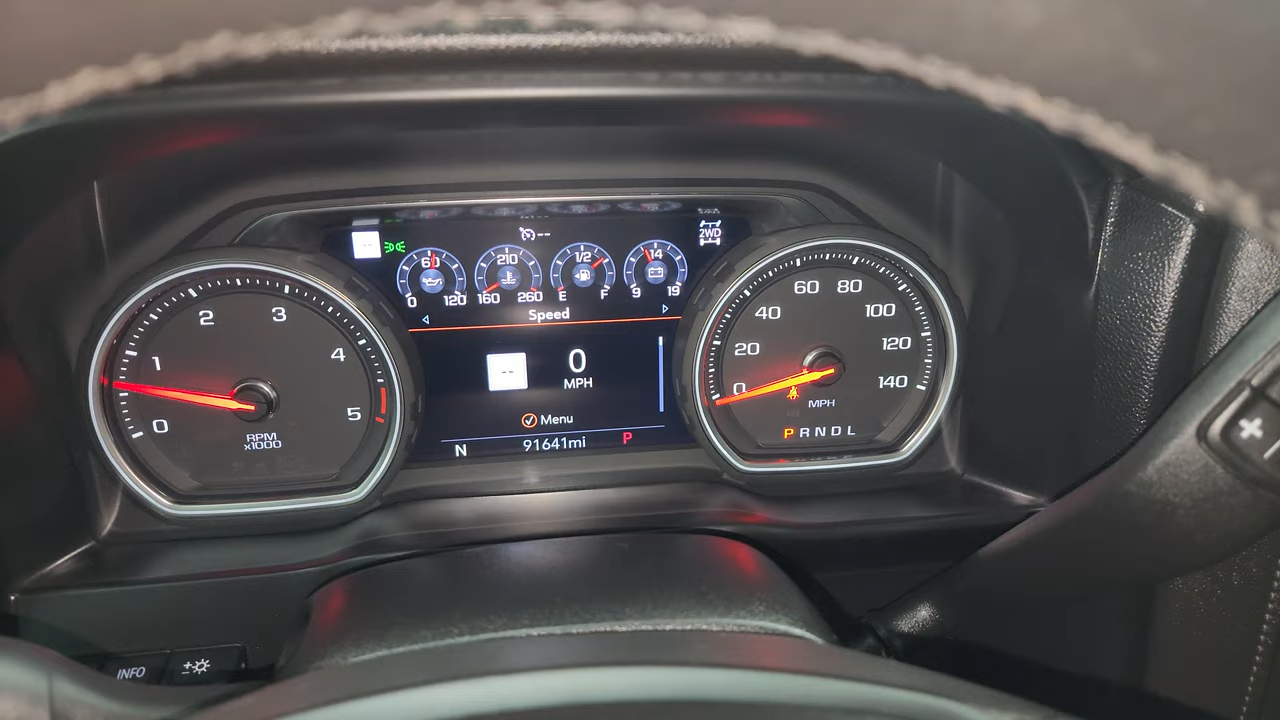 --
2WD
60
210
1/2
14
0 120 160 260 E F 9 19
Speed
-- 0
MPH
Menu
N 91641mi P
0 1 2 3 4 5
RPM
x1000
0 20 40 60 80 100 120 140
MPH
PRNDL
INFO